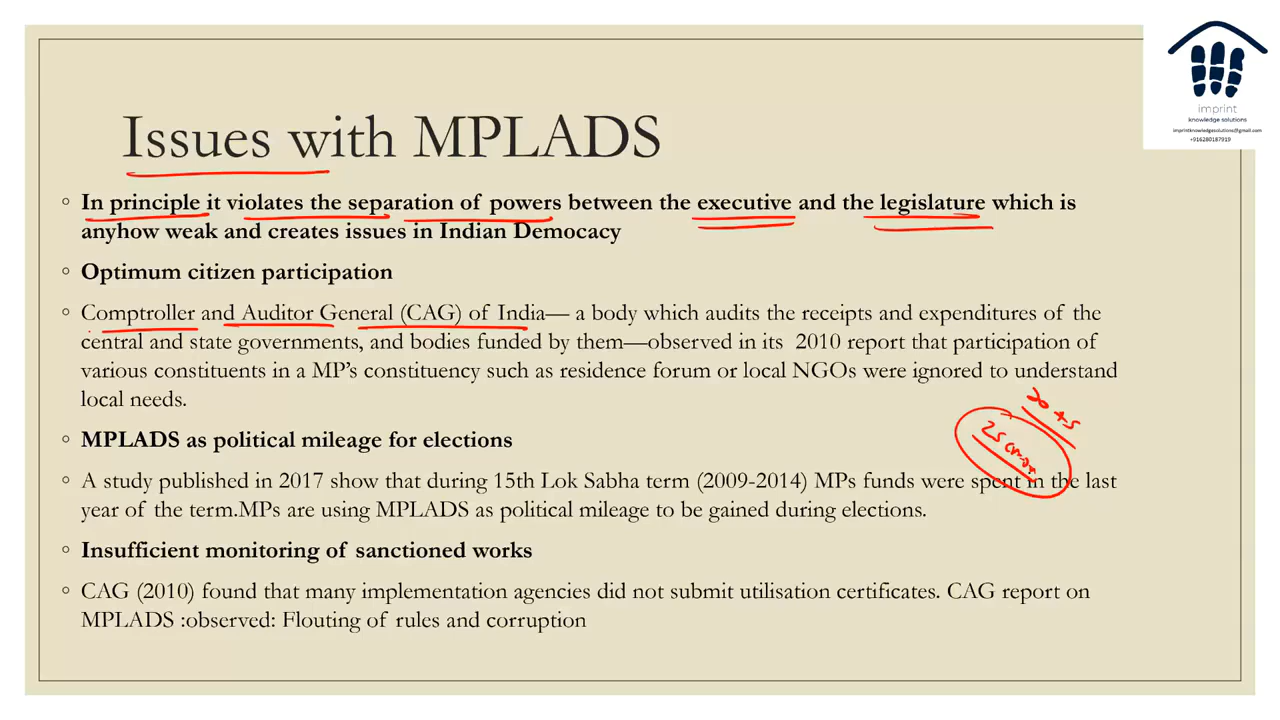 imprint
knowledge solutions
imprintknowledgesolutions@gmail.com
+916280187919
Issues with MPLADS
In principle it violates the separation of powers between the executive and the legislature which is
anyhow weak and creates issues in Indian Democacy
Optimum citizen participation
Comptroller and Auditor General (CAG) of India— a body which audits the receipts and expenditures of the
central and state governments, and bodies funded by them—observed in its 2010 report that participation of
various constituents in a MP's constituency such as residence forum or local NGOs were ignored to understand
local needs.
MPLADS as political mileage for elections
A study published in 2017 show that during 15th Lok Sabha term (2009-2014) MPs funds were spent in the last
year of the term.MPs are using MPLADS as political mileage to be gained during elections.
Insufficient monitoring of sanctioned works
CAG (2010) found that many implementation agencies did not submit utilisation certificates. CAG report on
MPLADS :observed: Flouting of rules and corruption
25